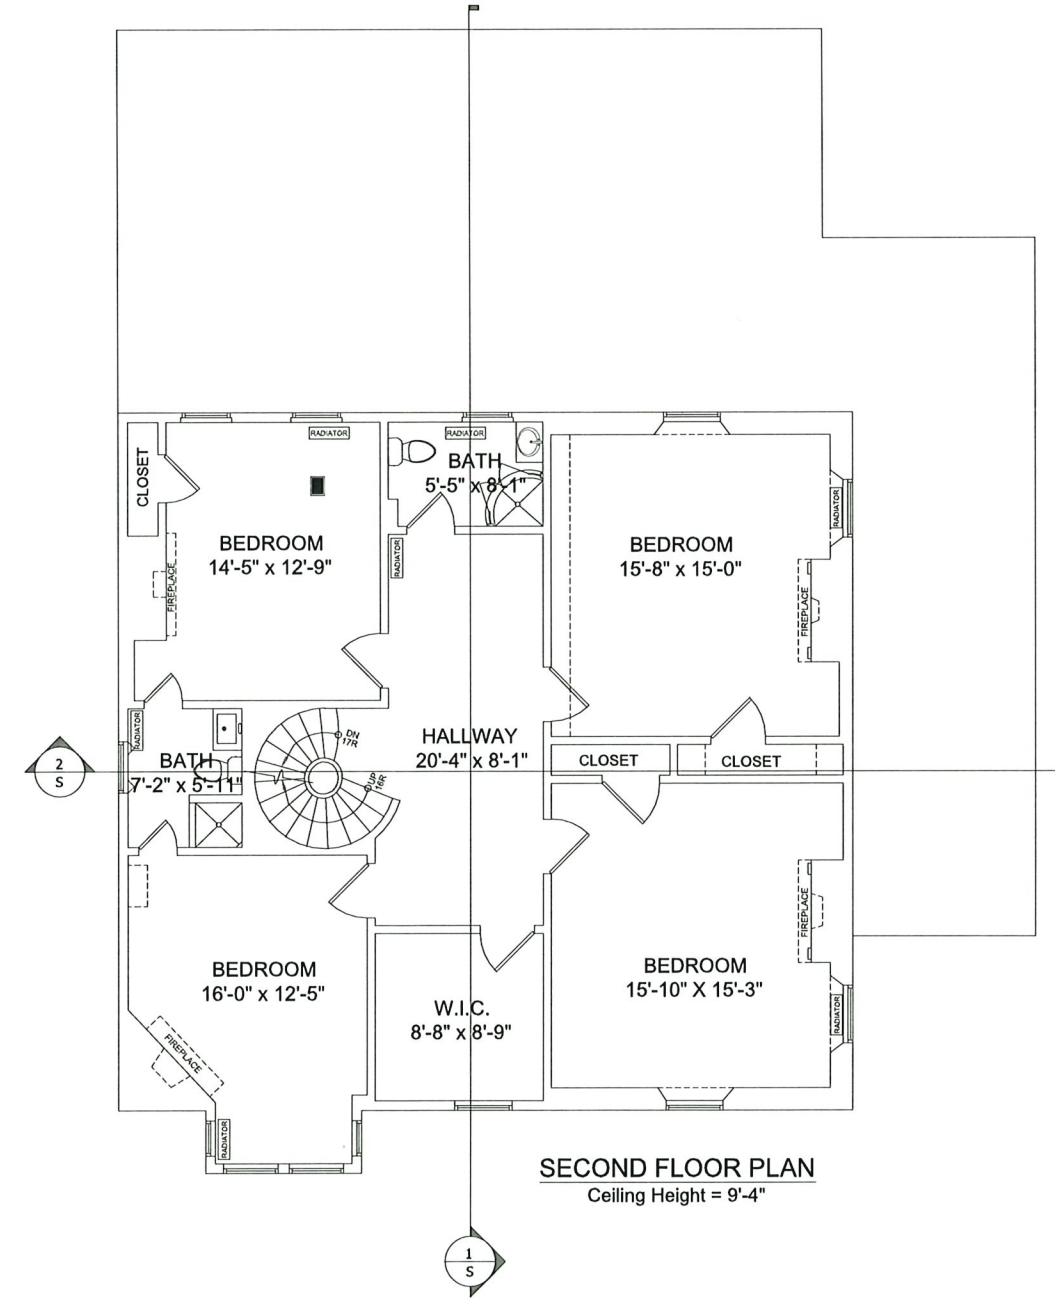 RADIATOR
RADIATOR
CLOSET
BATH
5'-5" x 8'-1"
RADIATOR
BEDROOM
14'-5" x 12'-9"
RADIATOR
BEDROOM
15'-8" x 15'-0"
FIREPLACE
FIREPLACE
RADIATOR
DN
17R
HALLWAY
20'-4" x 8'-1"
BATH
7'-2" x 5'-11"
UP
16R
CLOSET
CLOSET
2
S
FIREPLACE
BEDROOM
16'-0" x 12'-5"
BEDROOM
15'-10" X 15'-3"
W.I.C.
8'-8" x 8'-9"
RADIATOR
FIREPLACE
RADIATOR
SECOND FLOOR PLAN
Ceiling Height = 9'-4"
1
S